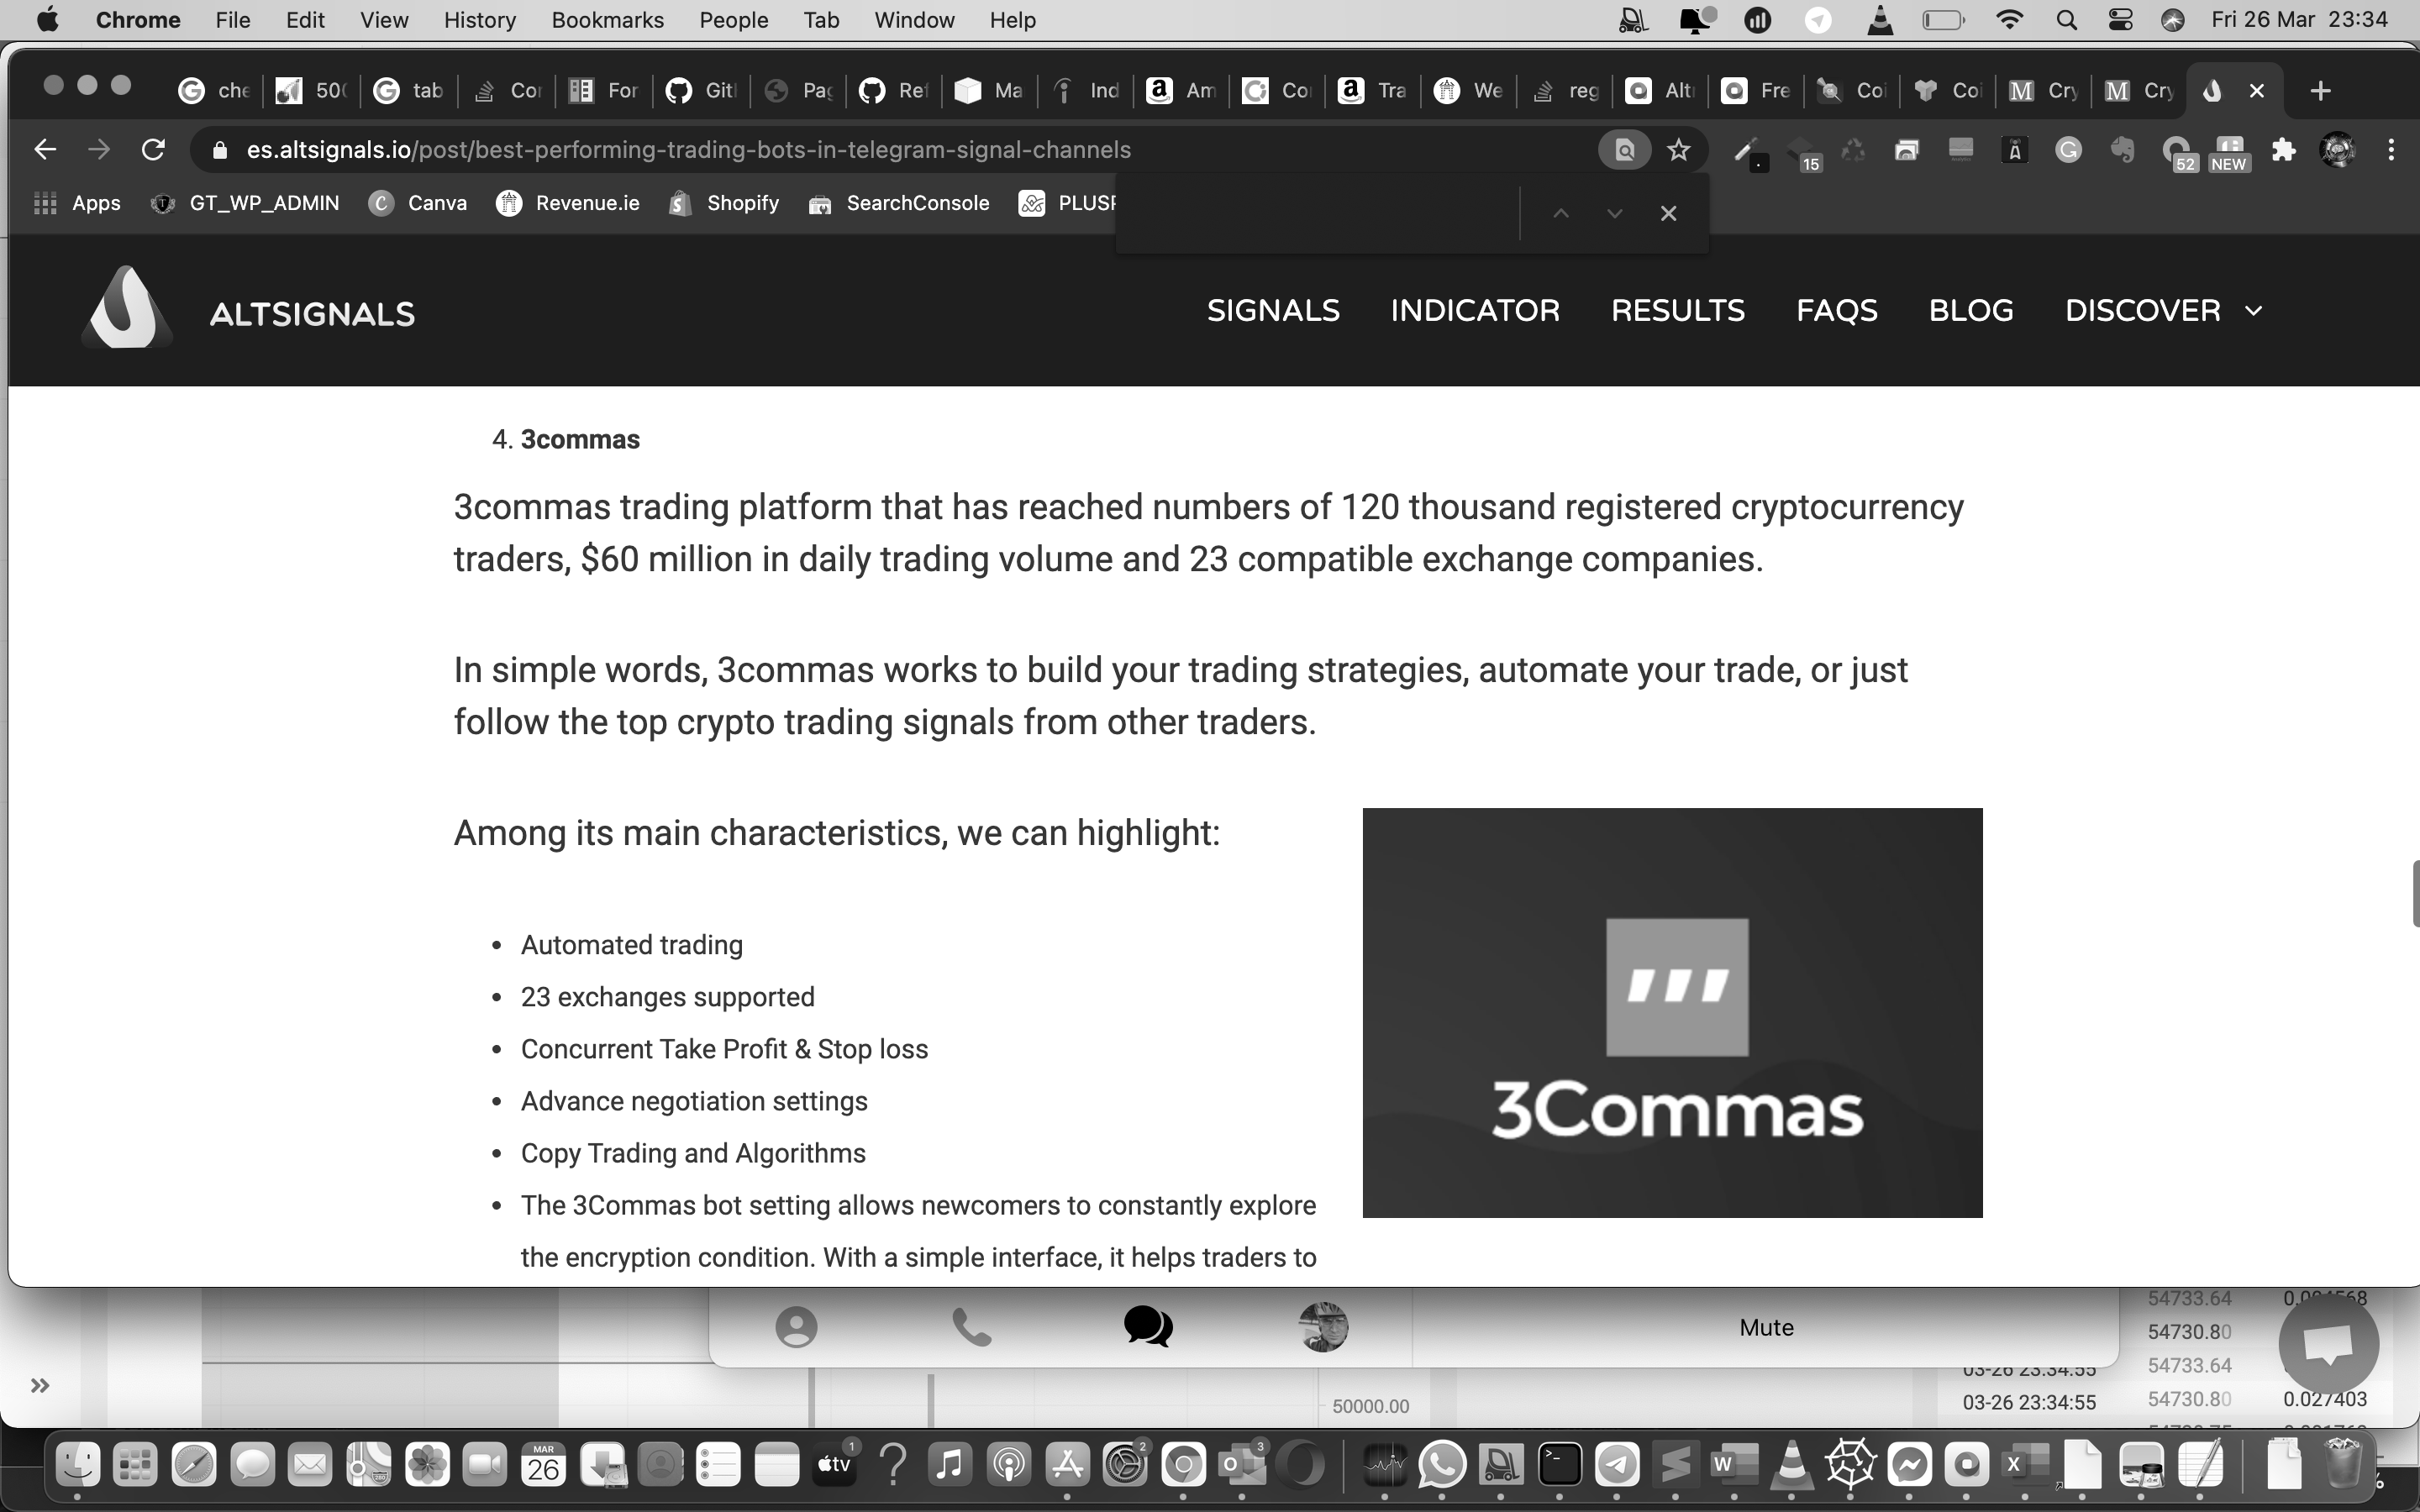 Chrome File Edit View History Bookmarks People Tab Window Help Fri 26 Mar 23:34
che 50 tab Cor For Git Pag Ref Ma Ind Am Co Tra We reg Alt Fre Coi Coi Cry Cry
es.altsignals.io/post/best-performing-trading-bots-in-telegram-signal-channels
15 52 NEW
Apps GT_WP_ADMIN Canva Revenue.ie Shopify SearchConsole
ALTSIGNALS
SIGNALS INDICATOR RESULTS FAQS BLOG DISCOVER
4. 3commas
3commas trading platform that has reached numbers of 120 thousand registered cryptocurrency
traders, $60 million in daily trading volume and 23 compatible exchange companies.
In simple words, 3commas works to build your trading strategies, automate your trade, or just
follow the top crypto trading signals from other traders.
Among its main characteristics, we can highlight:
• Automated trading
• 23 exchanges supported
• Concurrent Take Profit & Stop loss
• Advance negotiation settings
• Copy Trading and Algorithms
• The 3Commas bot setting allows newcomers to constantly explore
the encryption condition. With a simple interface, it helps traders to
3Commas
54733.64
54730.80
Mute
54733.64
03-26 23:34:55
03-26 23:34:55 54730.80 0.027403
50000.00
MAR
26
tv
1
2
3